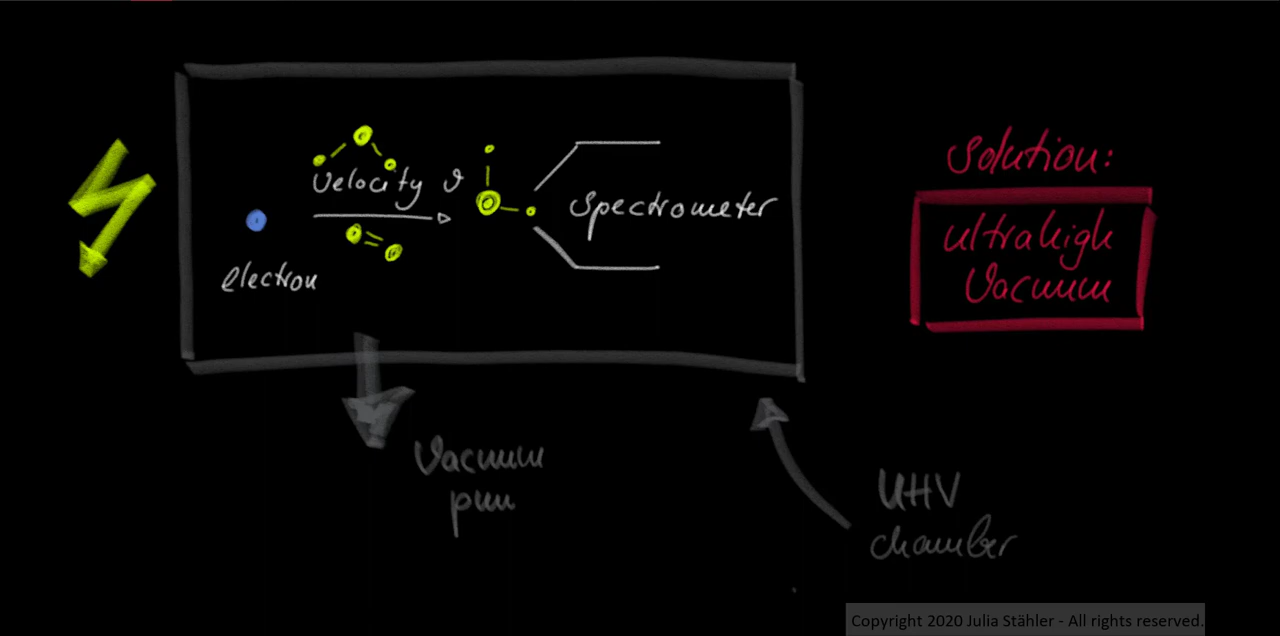 Solution:
Velocity v
Spectrometer
ultrahigh
Vacuum
electron
Vacuum
pum
UHV
chamber
Copyright 2020 Julia Stähler - All rights reserved.